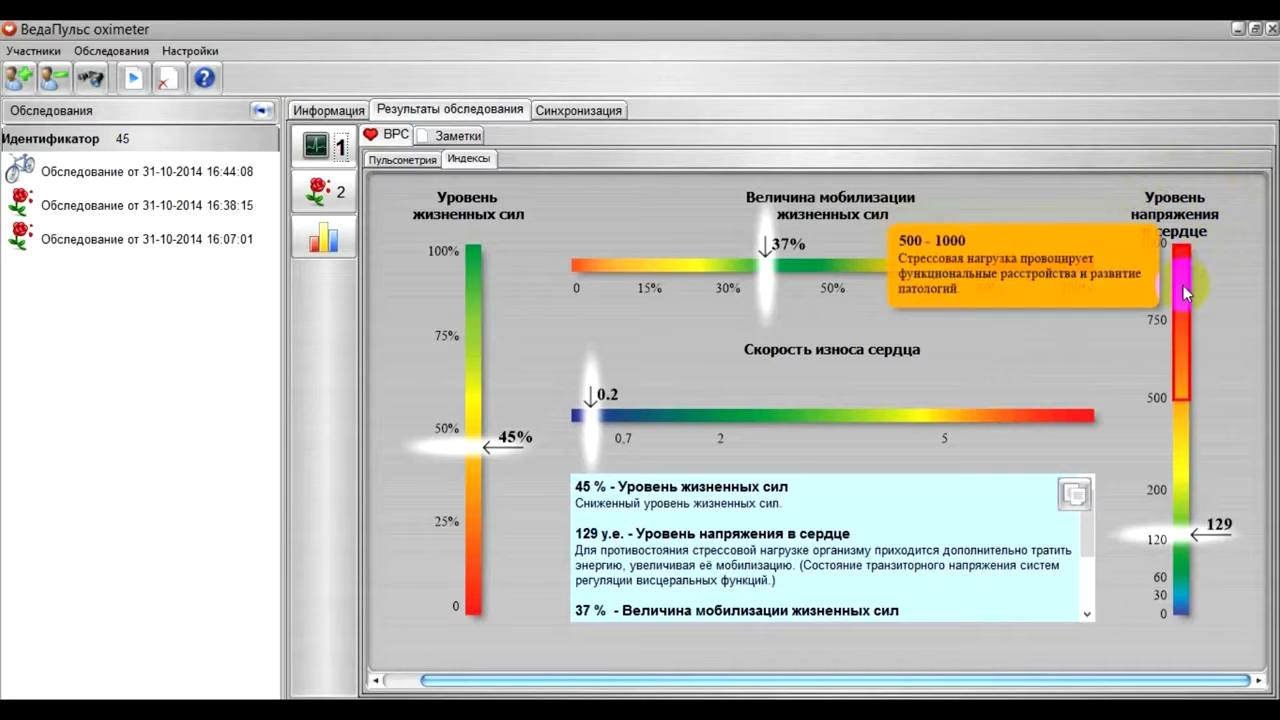 ВедаПульс oximeter
Участники Обследования Настройки
Обследования
Идентификатор 45
Обследование от 31-10-2014 16:44:08
Обследование от 31-10-2014 16:38:15
Обследование от 31-10-2014 16:07:01
Информация Результаты обследования Синхронизация
1
2
ВРС Заметки
Пульсометрия Индексы
Уровень
жизненных сил
100%
75%
50%
45%
25%
0
Величина мобилизации
жизненных сил
37%
0 15% 30% 50%
500 - 1000
Стрессовая нагрузка провоцирует
функциональные расстройства и развитие
патологий.
Скорость износа сердца
0.2
0,7 2 5
45 % - Уровень жизненных сил
Сниженный уровень жизненных сил.
129 у.е. - Уровень напряжения в сердце
Для противостояния стрессовой нагрузке организму приходится дополнительно тратить
энергию, увеличивая её мобилизацию. (Состояние транзиторного напряжения систем
регуляции висцеральных функций.)
37 % - Величина мобилизации жизненных сил
Уровень
напряжения
сердце
750
500
200
129
120
60
30
0